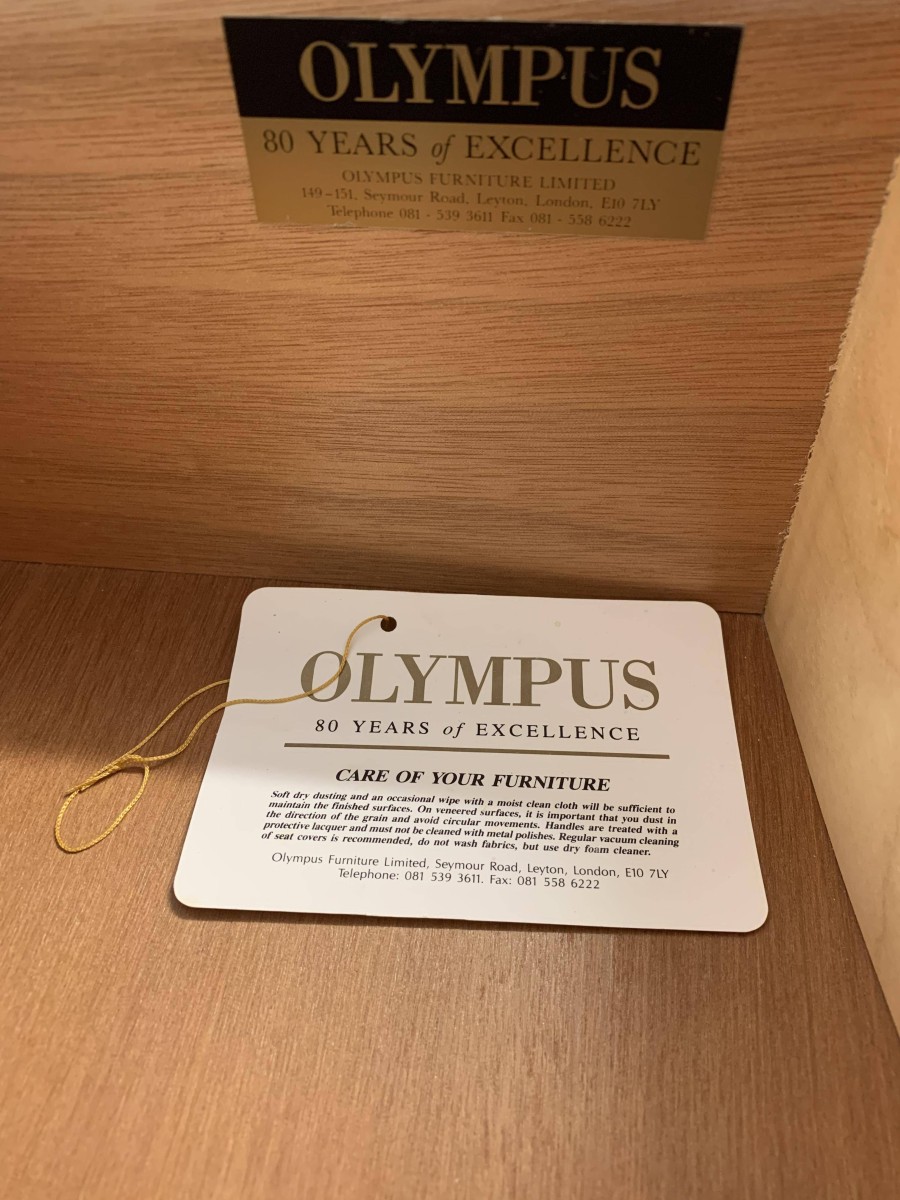 OLYMPUS
80 YEARS of EXCELLENCE
OLYMPUS FURNITURE LIMITED
149-151, Seymour Road, Leyton, London, E10 7LY
Telephone 081 - 539 3611 Fax 081 - 558 6222
OLYMPUS
80 YEARS of EXCELLENCE
CARE OF YOUR FURNITURE
Soft dry dusting and an occasional wipe with a moist clean cloth will be sufficient to
maintain the finished surfaces. On veneered surfaces, it is important that you dust in
the direction of the grain and avoid circular movements. Handles are treated with a
protective lacquer and must not be cleaned with metal polishes. Regular vacuum cleaning
of seat covers is recommended, do not wash fabrics, but use dry foam cleaner.
Olympus Furniture Limited, Seymour Road, Leyton, London, E10 7LY
Telephone: 081 539 3611. Fax: 081 558 6222